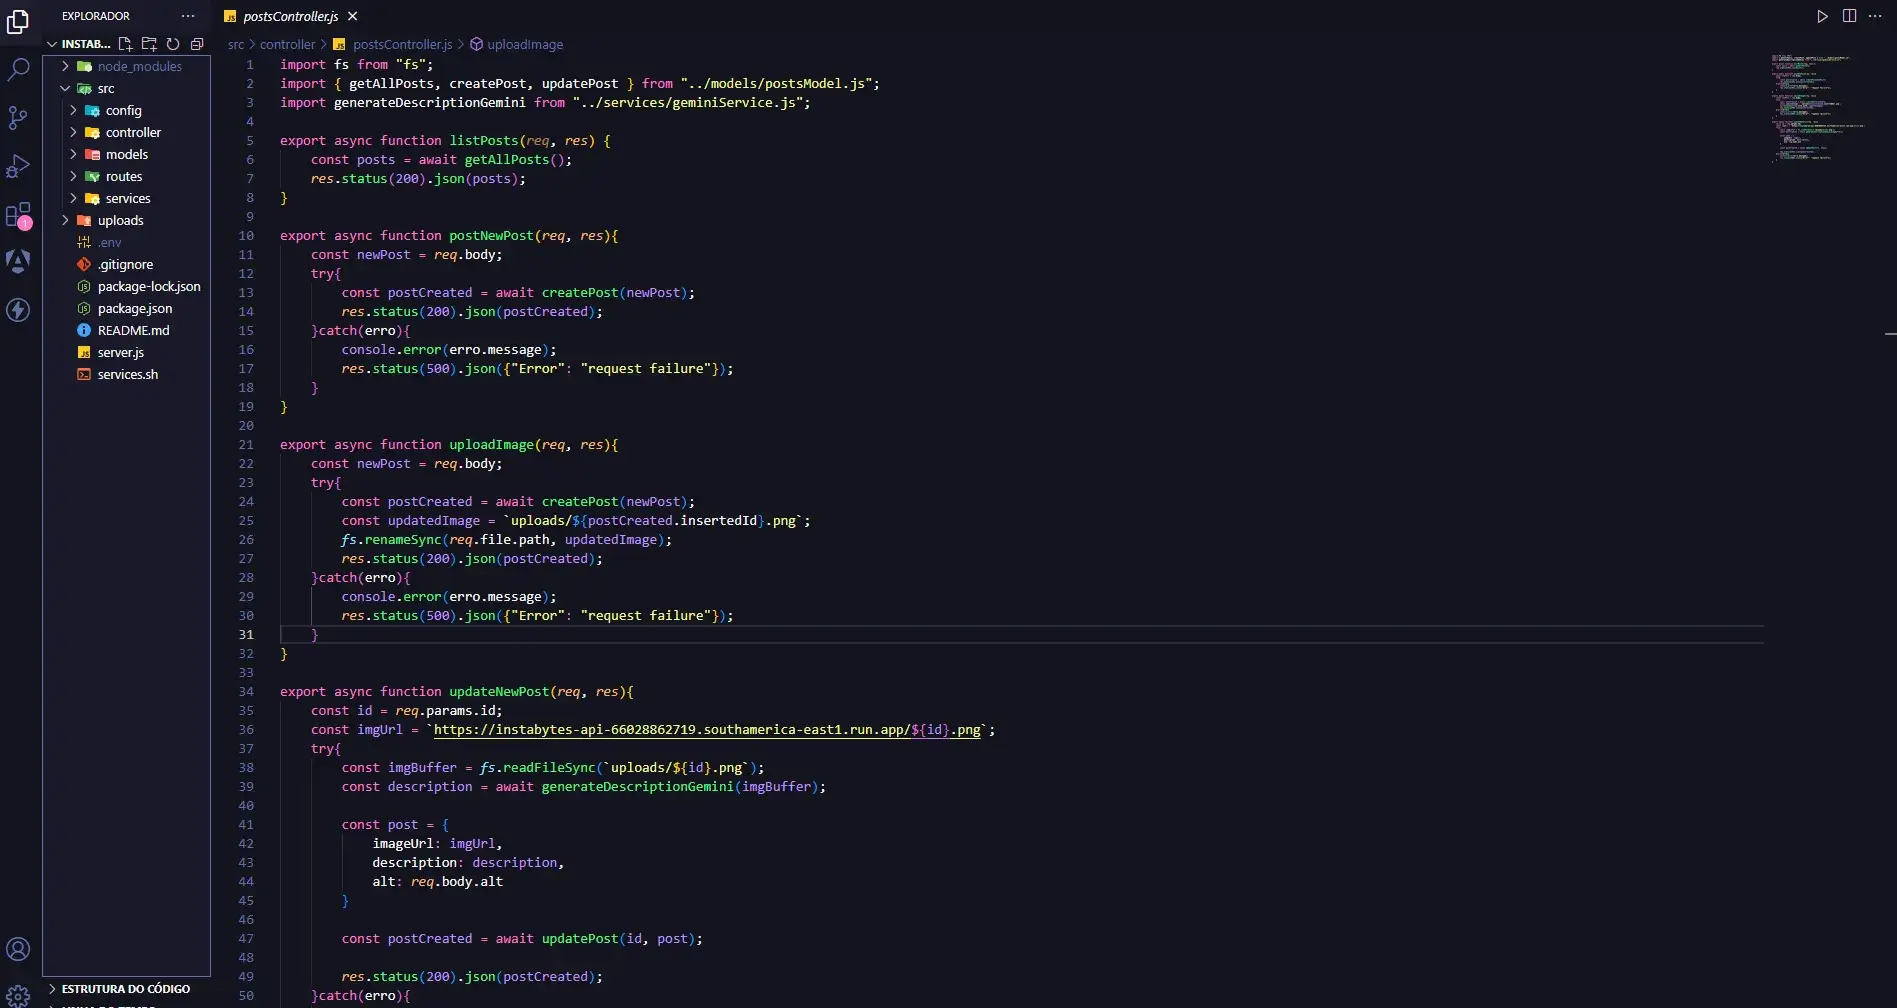 EXPLORADOR
INSTAB...
node_modules
src
config
controller
models
routes
services
uploads
.env
.gitignore
package-lock.json
package.json
README.md
server.js
services.sh
1
ESTRUTURA DO CÓDIGO
JS postsController.js
src > controller > JS postsController.js > uploadImage
1 import fs from "fs";
2 import { getAllPosts, createPost, updatePost } from "../models/postsModel.js";
3 import generateDescriptionGemini from "../services/geminiService.js";
4
5 export async function listPosts(req, res) {
6 const posts = await getAllPosts();
7 res.status(200).json(posts);
8 }
9
10 export async function postNewPost(req, res){
11 const newPost = req.body;
12 try{
13 const postCreated = await createPost(newPost);
14 res.status(200).json(postCreated);
15 }catch(erro){
16 console.error(erro.message);
17 res.status(500).json({"Error": "request failure"});
18 }
19 }
20
21 export async function uploadImage(req, res){
22 const newPost = req.body;
23 try{
24 const postCreated = await createPost(newPost);
25 const updatedImage = `uploads/${postCreated.insertedId}.png`;
26 fs.renameSync(req.file.path, updatedImage);
27 res.status(200).json(postCreated);
28 }catch(erro){
29 console.error(erro.message);
30 res.status(500).json({"Error": "request failure"});
31 }
32 }
33
34 export async function updateNewPost(req, res){
35 const id = req.params.id;
36 const imgUrl = `https://instabytes-api-66028862719.southamerica-east1.run.app/${id}.png`;
37 try{
38 const imgBuffer = fs.readFileSync(`uploads/${id}.png`);
39 const description = await generateDescriptionGemini(imgBuffer);
40
41 const post = {
42 imageUrl: imgUrl,
43 description: description,
44 alt: req.body.alt
45 }
46
47 const postCreated = await updatePost(id, post);
48
49 res.status(200).json(postCreated);
50 }catch(erro){